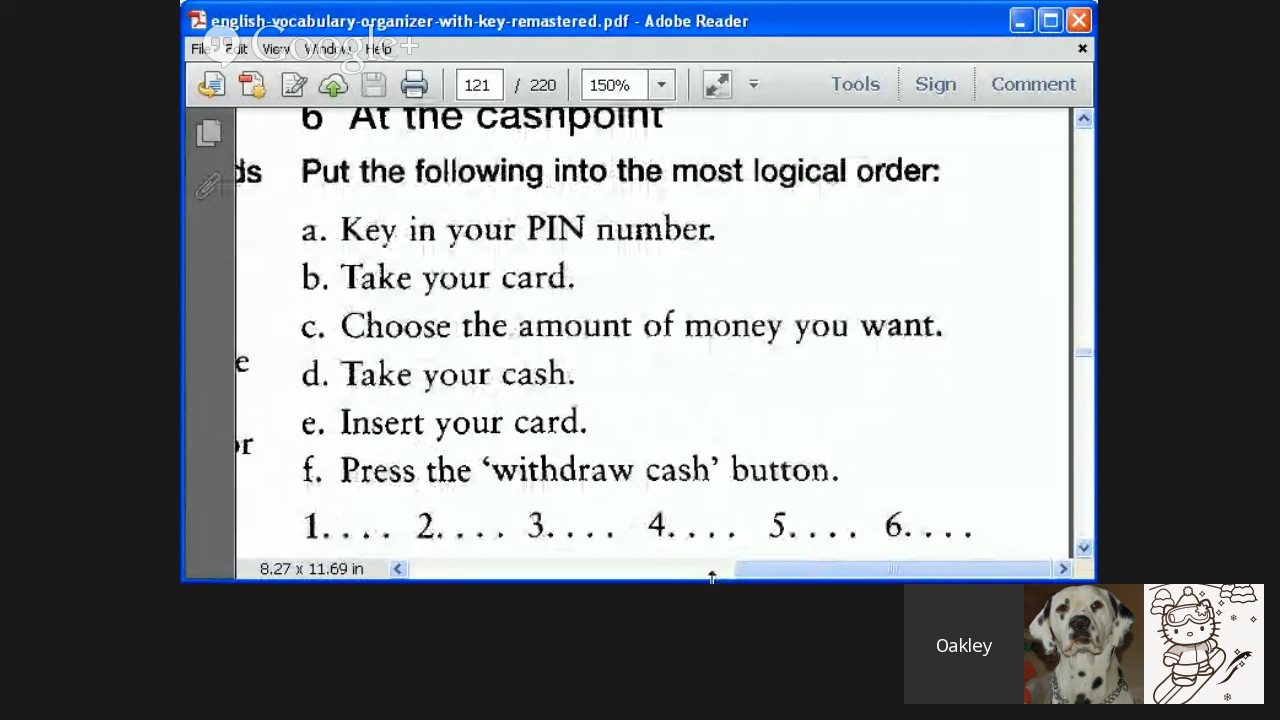 english-vocabulary-organizer-with-key-remastered.pdf - Adobe Reader
Google+
File Edit View Window Help
121 / 220 150% Tools Sign Comment
6 At the cashpoint
ds Put the following into the most logical order:
a. Key in your PIN number.
b. Take your card.
c. Choose the amount of money you want.
e
d. Take your cash.
e. Insert your card.
or
f. Press the ‘withdraw cash’ button.
1. . . . 2. . . . 3. . . . 4. . . . 5. . . . 6. . . .
8.27 x 11.69 in
Oakley